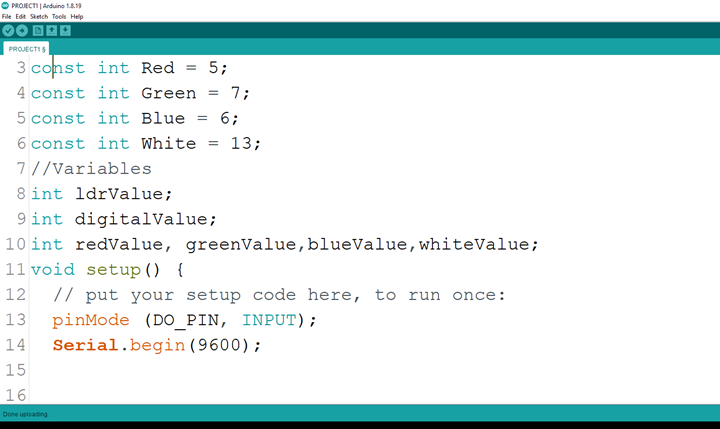 PROJECT1 | Arduino 1.8.19
File Edit Sketch Tools Help
PROJECT1 §
3 const int Red = 5;
4 const int Green = 7;
5 const int Blue = 6;
6 const int White = 13;
7 //Variables
8 int ldrValue;
9 int digitalValue;
10 int redValue, greenValue,blueValue,whiteValue;
11 void setup() {
12 // put your setup code here, to run once:
13 pinMode (DO_PIN, INPUT);
14 Serial.begin(9600);
15
16
Done uploading.